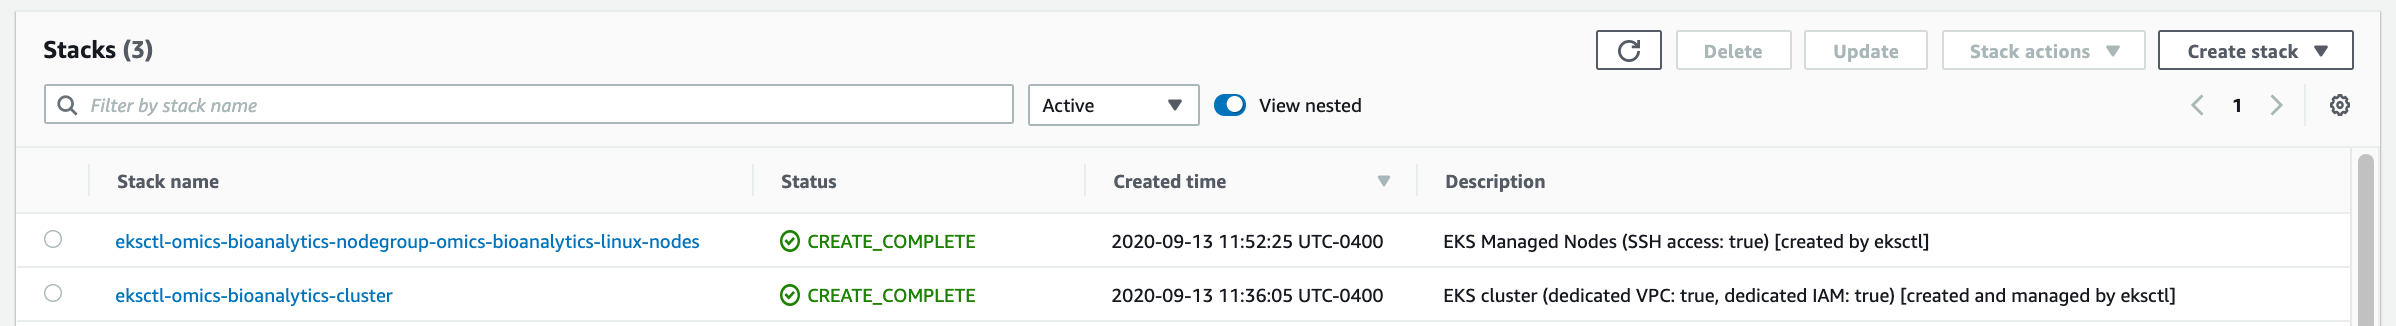 Stacks (3)
Delete
Update
Stack actions
Create stack
Filter by stack name
Active
View nested
1
Stack name
Status
Created time
Description
eksctl-omics-bioanalytics-nodegroup-omics-bioanalytics-linux-nodes
CREATE_COMPLETE
2020-09-13 11:52:25 UTC-0400
EKS Managed Nodes (SSH access: true) [created by eksctl]
eksctl-omics-bioanalytics-cluster
CREATE_COMPLETE
2020-09-13 11:36:05 UTC-0400
EKS cluster (dedicated VPC: true, dedicated IAM: true) [created and managed by eksctl]